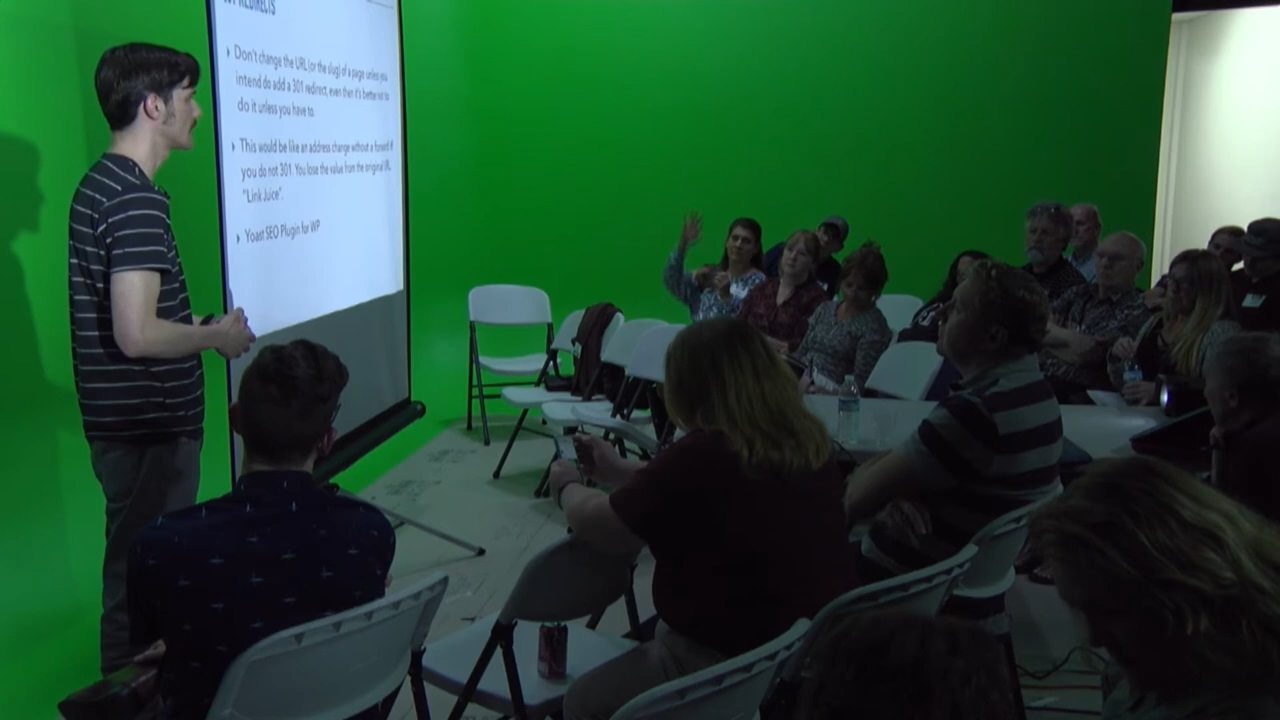 REDIRECTS
Don't change the URL (or the slug) of a page unless you
intend do add a 301 redirect, even then it's better not to
do it unless you have to.
This would be like an address change without a forward if
you do not 301. You lose the value from the original URL,
"Link Juice".
Yoast SEO Plugin for WP